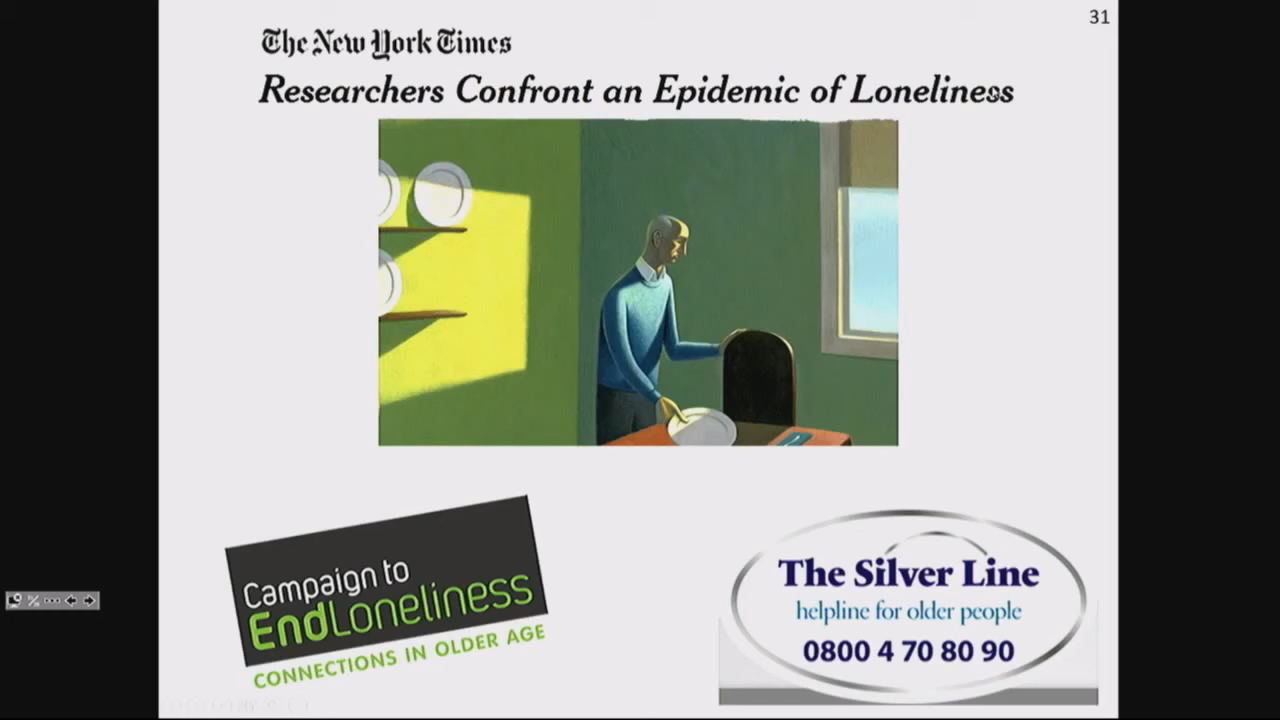 31
The New York Times
Researchers Confront an Epidemic of Loneliness
Campaign to
EndLoneliness
CONNECTIONS IN OLDER AGE
The Silver Line
helpline for older people
0800 4 70 80 90